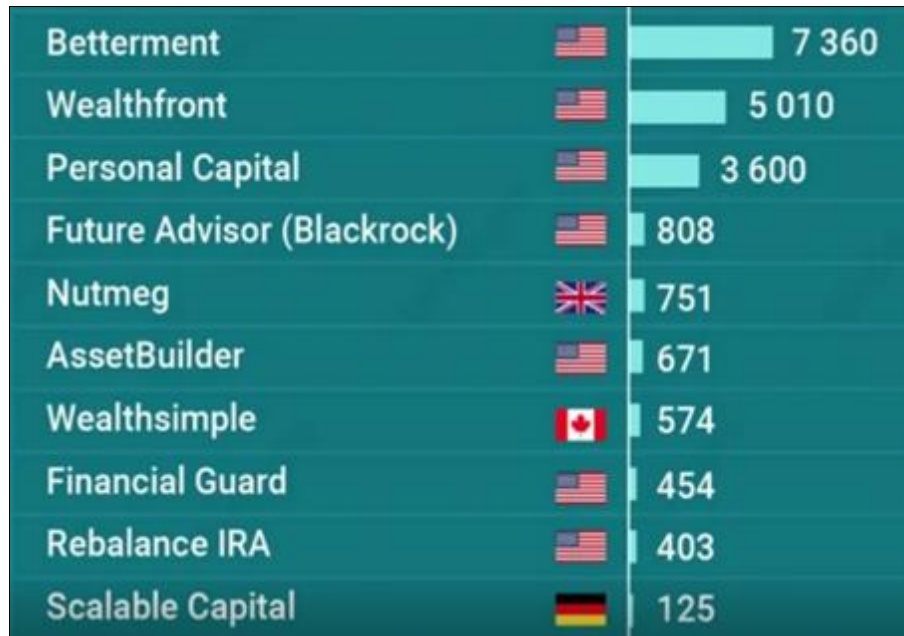 Betterment 7 360
Wealthfront 5 010
Personal Capital 3 600
Future Advisor (Blackrock) 808
Nutmeg 751
AssetBuilder 671
Wealthsimple 574
Financial Guard 454
Rebalance IRA 403
Scalable Capital 125